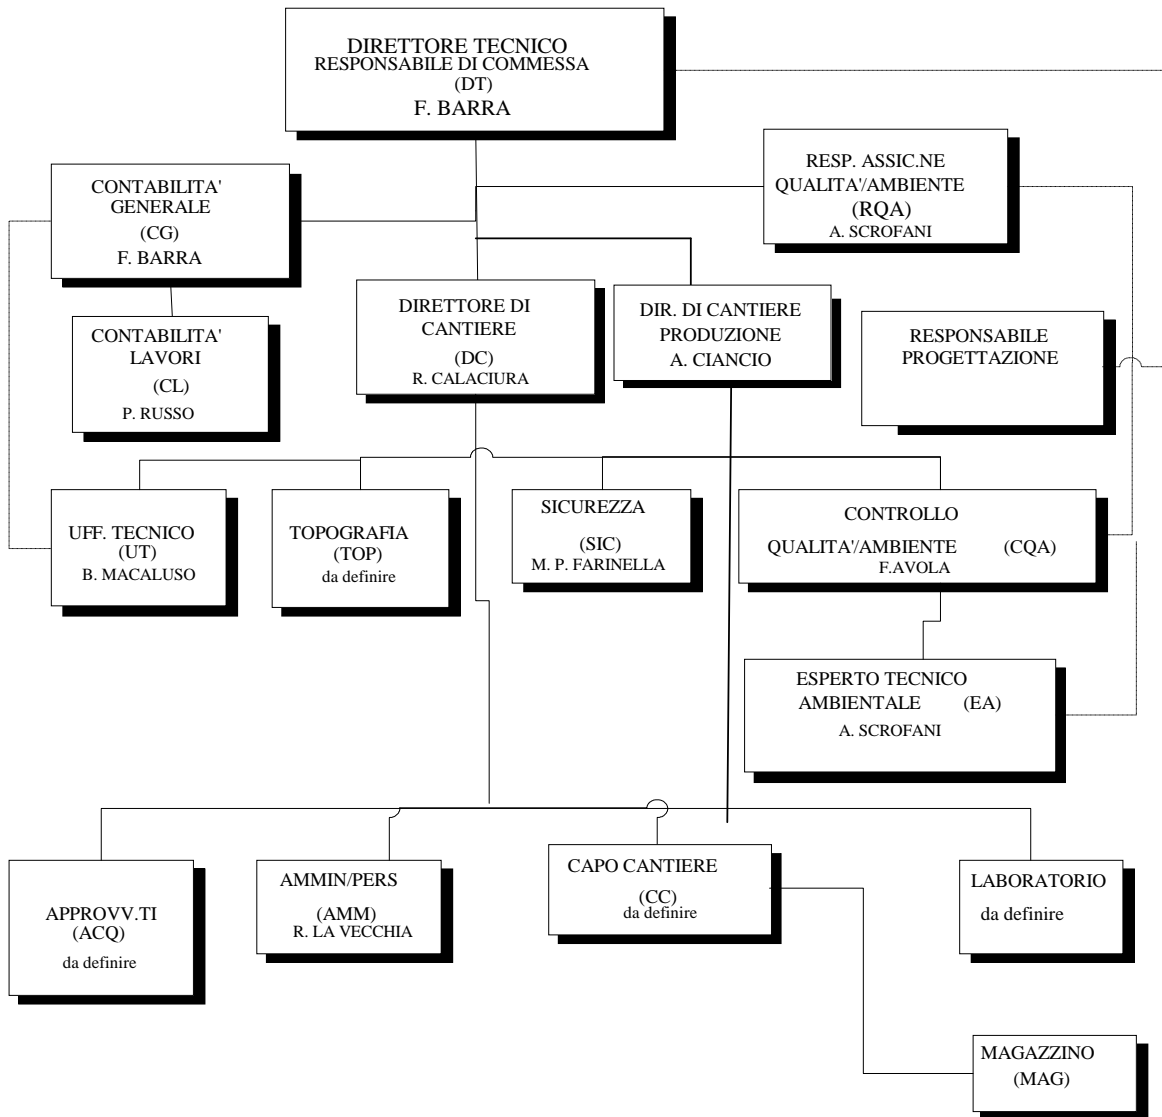 DIRETTORE TECNICO
RESPONSABILE DI COMMESSA
(DT)
F. BARRA
RESP. ASSIC.NE
QUALITA'/AMBIENTE
(RQA)
A. SCROFANI
CONTABILITA'
GENERALE
(CG)
F. BARRA
DIRETTORE DI
CANTIERE
(DC)
R. CALACIURA
DIR. DI CANTIERE
PRODUZIONE
A. CIANCIO
RESPONSABILE
PROGETTAZIONE
CONTABILITA'
LAVORI
(CL)
P. RUSSO
UFF. TECNICO
(UT)
B. MACALUSO
TOPOGRAFIA
(TOP)
da definire
SICUREZZA
(SIC)
M. P. FARINELLA
CONTROLLO
QUALITA'/AMBIENTE (CQA)
F.AVOLA
ESPERTO TECNICO
AMBIENTALE (EA)
A. SCROFANI
APPROVV.TI
(ACQ)
da definire
AMMIN/PERS
(AMM)
R. LA VECCHIA
CAPO CANTIERE
(CC)
da definire
LABORATORIO
da definire
MAGAZZINO
(MAG)